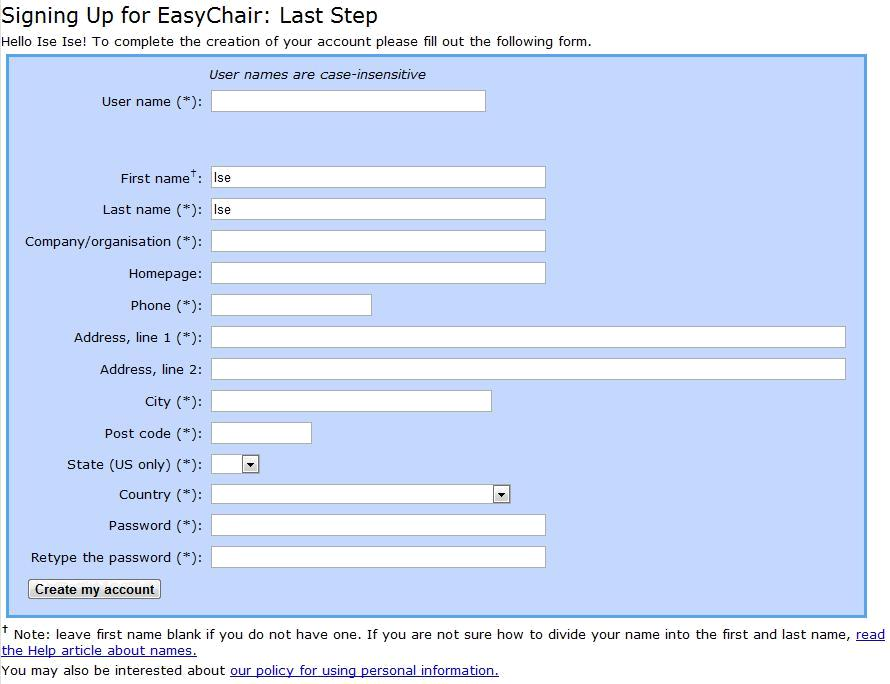 Signing Up for EasyChair: Last Step
Hello Ise Ise! To complete the creation of your account please fill out the following form.
User names are case-insensitive
User name (*):
First name†: Ise
Last name (*): Ise
Company/organisation (*):
Homepage:
Phone (*):
Address, line 1 (*):
Address, line 2:
City (*):
Post code (*):
State (US only) (*):
Country (*):
Password (*):
Retype the password (*):
Create my account
† Note: leave first name blank if you do not have one. If you are not sure how to divide your name into the first and last name, read
the Help article about names.
You may also be interested about our policy for using personal information.